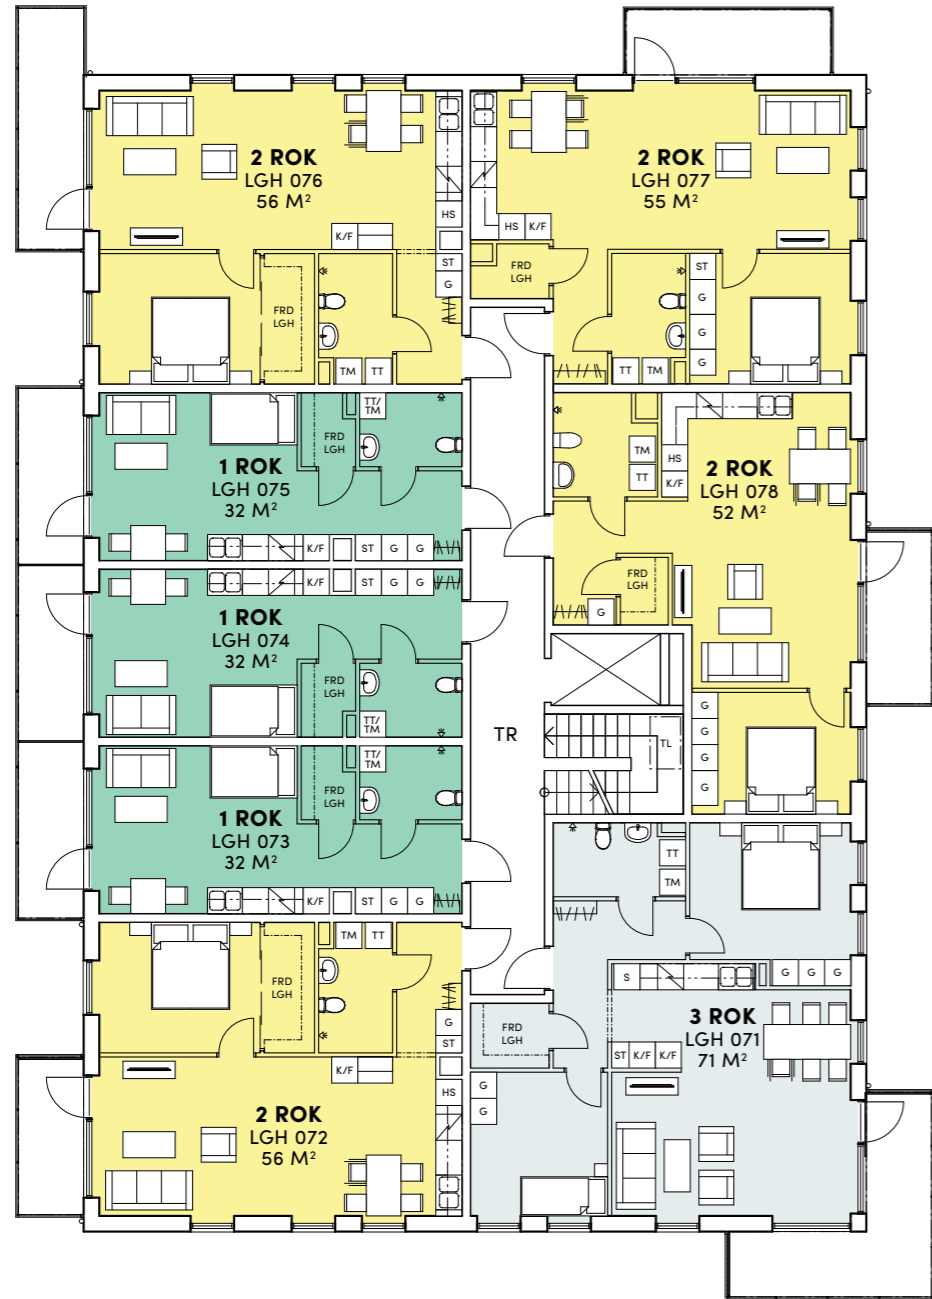 2 ROK
LGH 076
56 M²
HS
K/F
ST
G
FRD
LGH
TM
TT
2 ROK
LGH 077
55 M²
HS
K/F
FRD
LGH
ST
G
G
G
TT
TM
1 ROK
LGH 075
32 M²
TT/
TM
FRD
LGH
K/F
ST
G
G
2 ROK
LGH 078
52 M²
TM
TT
HS
K/F
FRD
LGH
G
G
G
G
G
1 ROK
LGH 074
32 M²
K/F
ST
G
G
FRD
LGH
TT/
TM
TR
TL
1 ROK
LGH 073
32 M²
TT/
TM
FRD
LGH
K/F
ST
G
G
2 ROK
LGH 072
56 M²
TM
TT
FRD
LGH
G
ST
K/F
HS
3 ROK
LGH 071
71 M²
TT
TM
S
G
G
G
FRD
LGH
ST
K/F
K/F
G
G